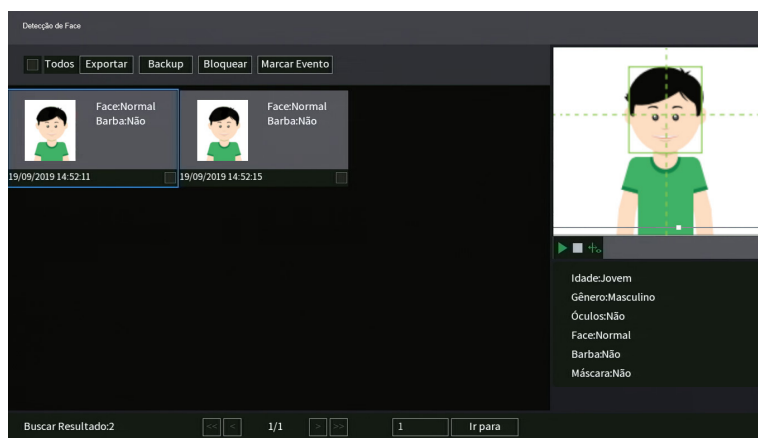 Detecção de Face
Todos Exportar Backup Bloquear Marcar Evento
Face:Normal
Barba:Não
19/09/2019 14:52:11
Face:Normal
Barba:Não
19/09/2019 14:52:15
Idade:Jovem
Gênero:Masculino
Óculos:Não
Face:Normal
Barba:Não
Máscara:Não
Buscar Resultado:2 << < 1/1 > >> 1 Ir para